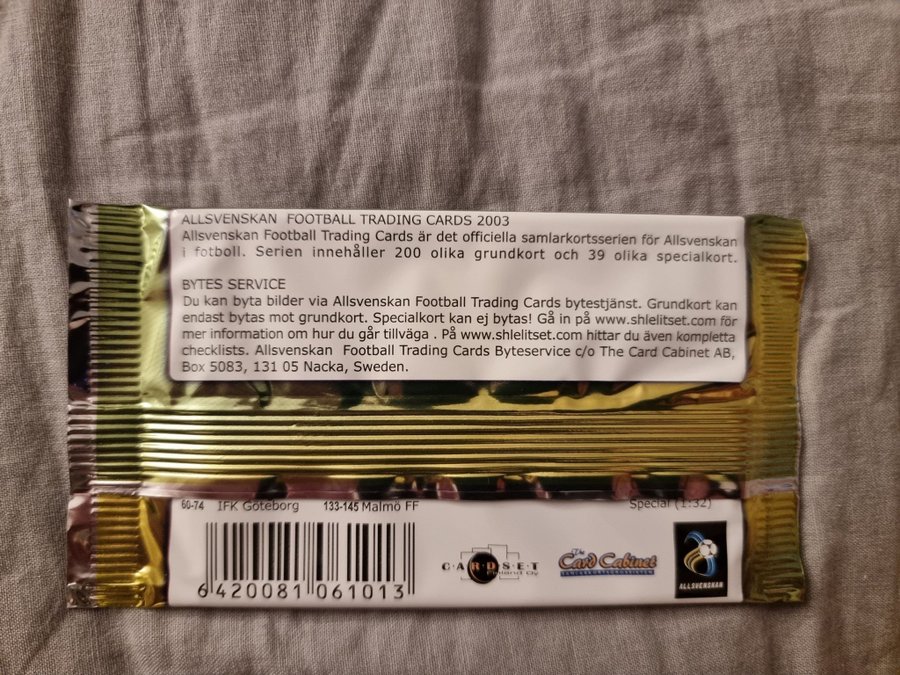 ALLSVENSKAN FOOTBALL TRADING CARDS 2003
Allsvenskan Football Trading Cards är det officiella samlarkortsserien för Allsvenskan
i fotboll. Serien innehåller 200 olika grundkort och 39 olika specialkort.
BYTES SERVICE
Du kan byta bilder via Allsvenskan Football Trading Cards bytestjänst. Grundkort kan
endast bytas mot grundkort. Specialkort kan ej bytas! Gå in på www.shlelitset.com för
mer information om hur du går tillväga . På www.shlelitset.com hittar du även kompletta
checklists. Allsvenskan Football Trading Cards Byteservice c/o The Card Cabinet AB,
Box 5083, 131 05 Nacka, Sweden.
60-74 IFK Göteborg 133-145 Malmö FF Special (1:32)
6 420081 061013
CARDSET
Finland Oy
The
Card Cabinet
ALLSVENSKAN